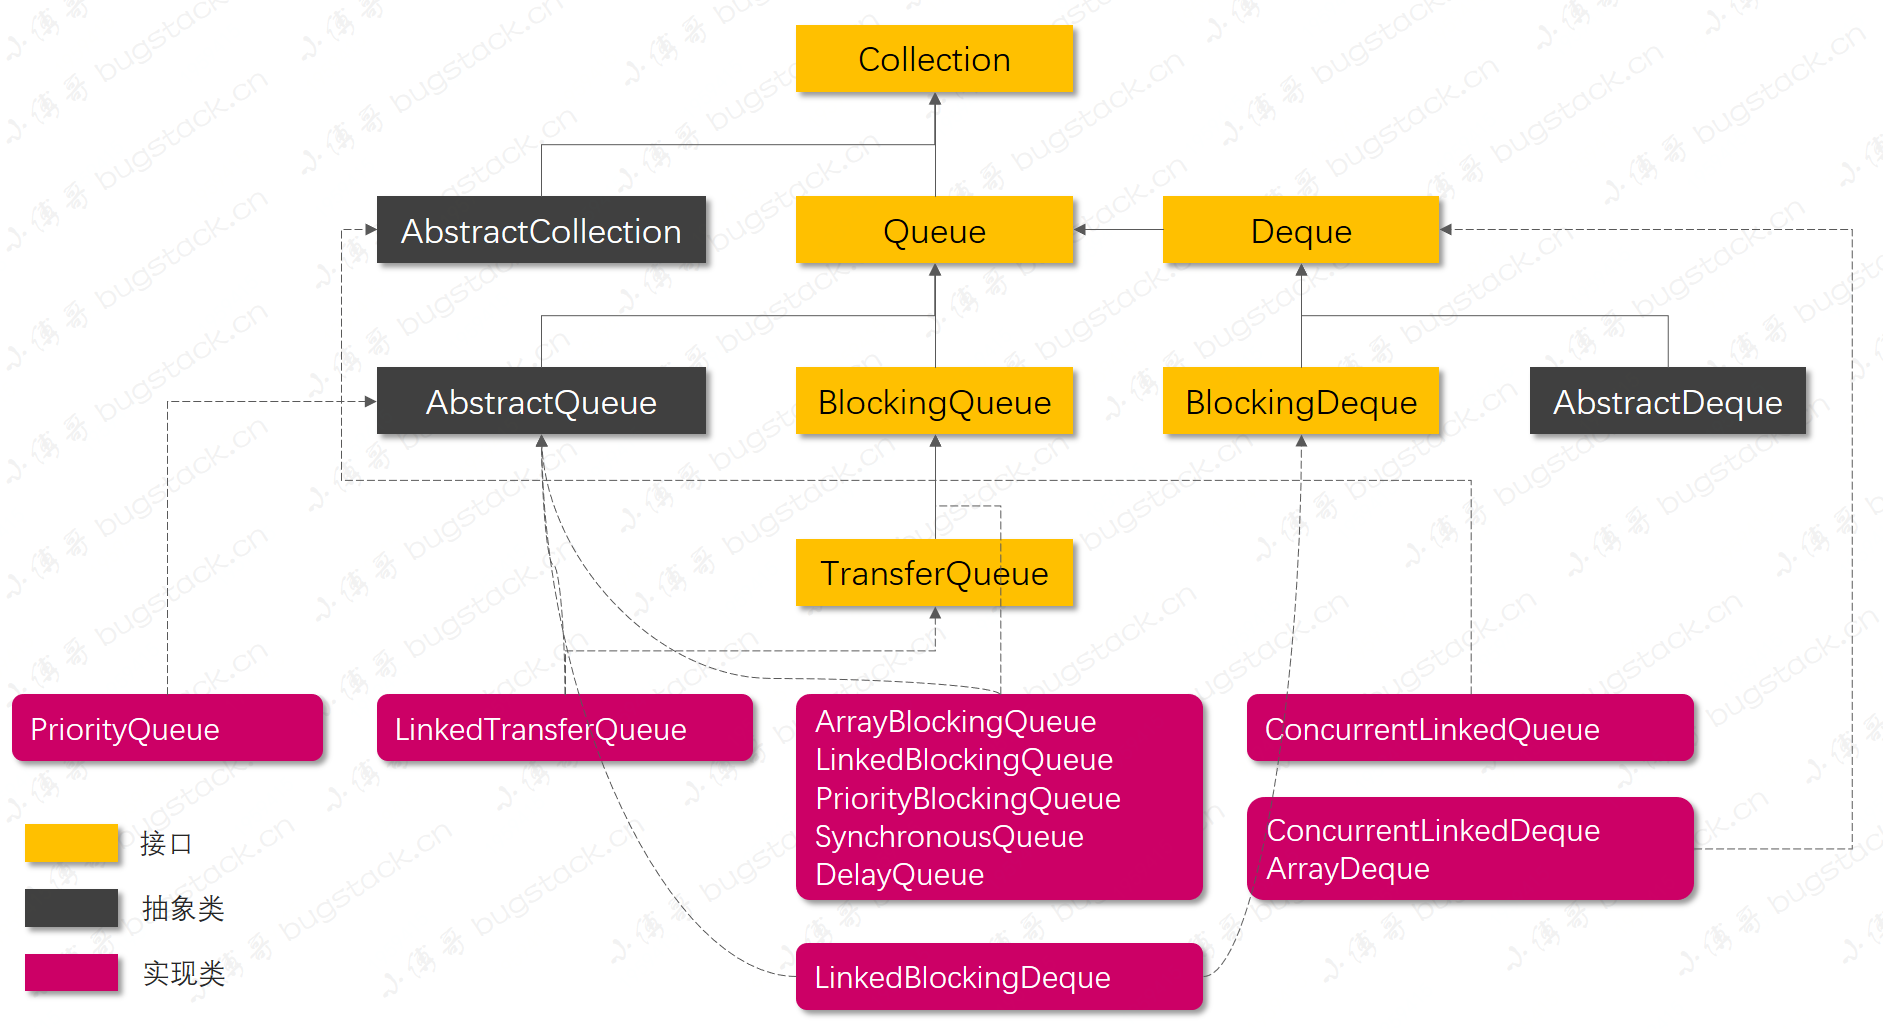 Collection
AbstractCollection
Queue
Deque
AbstractQueue
BlockingQueue
BlockingDeque
AbstractDeque
TransferQueue
PriorityQueue
LinkedTransferQueue
ArrayBlockingQueue
LinkedBlockingQueue
PriorityBlockingQueue
SynchronousQueue
DelayQueue
ConcurrentLinkedQueue
ConcurrentLinkedDeque
ArrayDeque
LinkedBlockingDeque
接口
抽象类
实现类
小傅哥 bugstack.cn